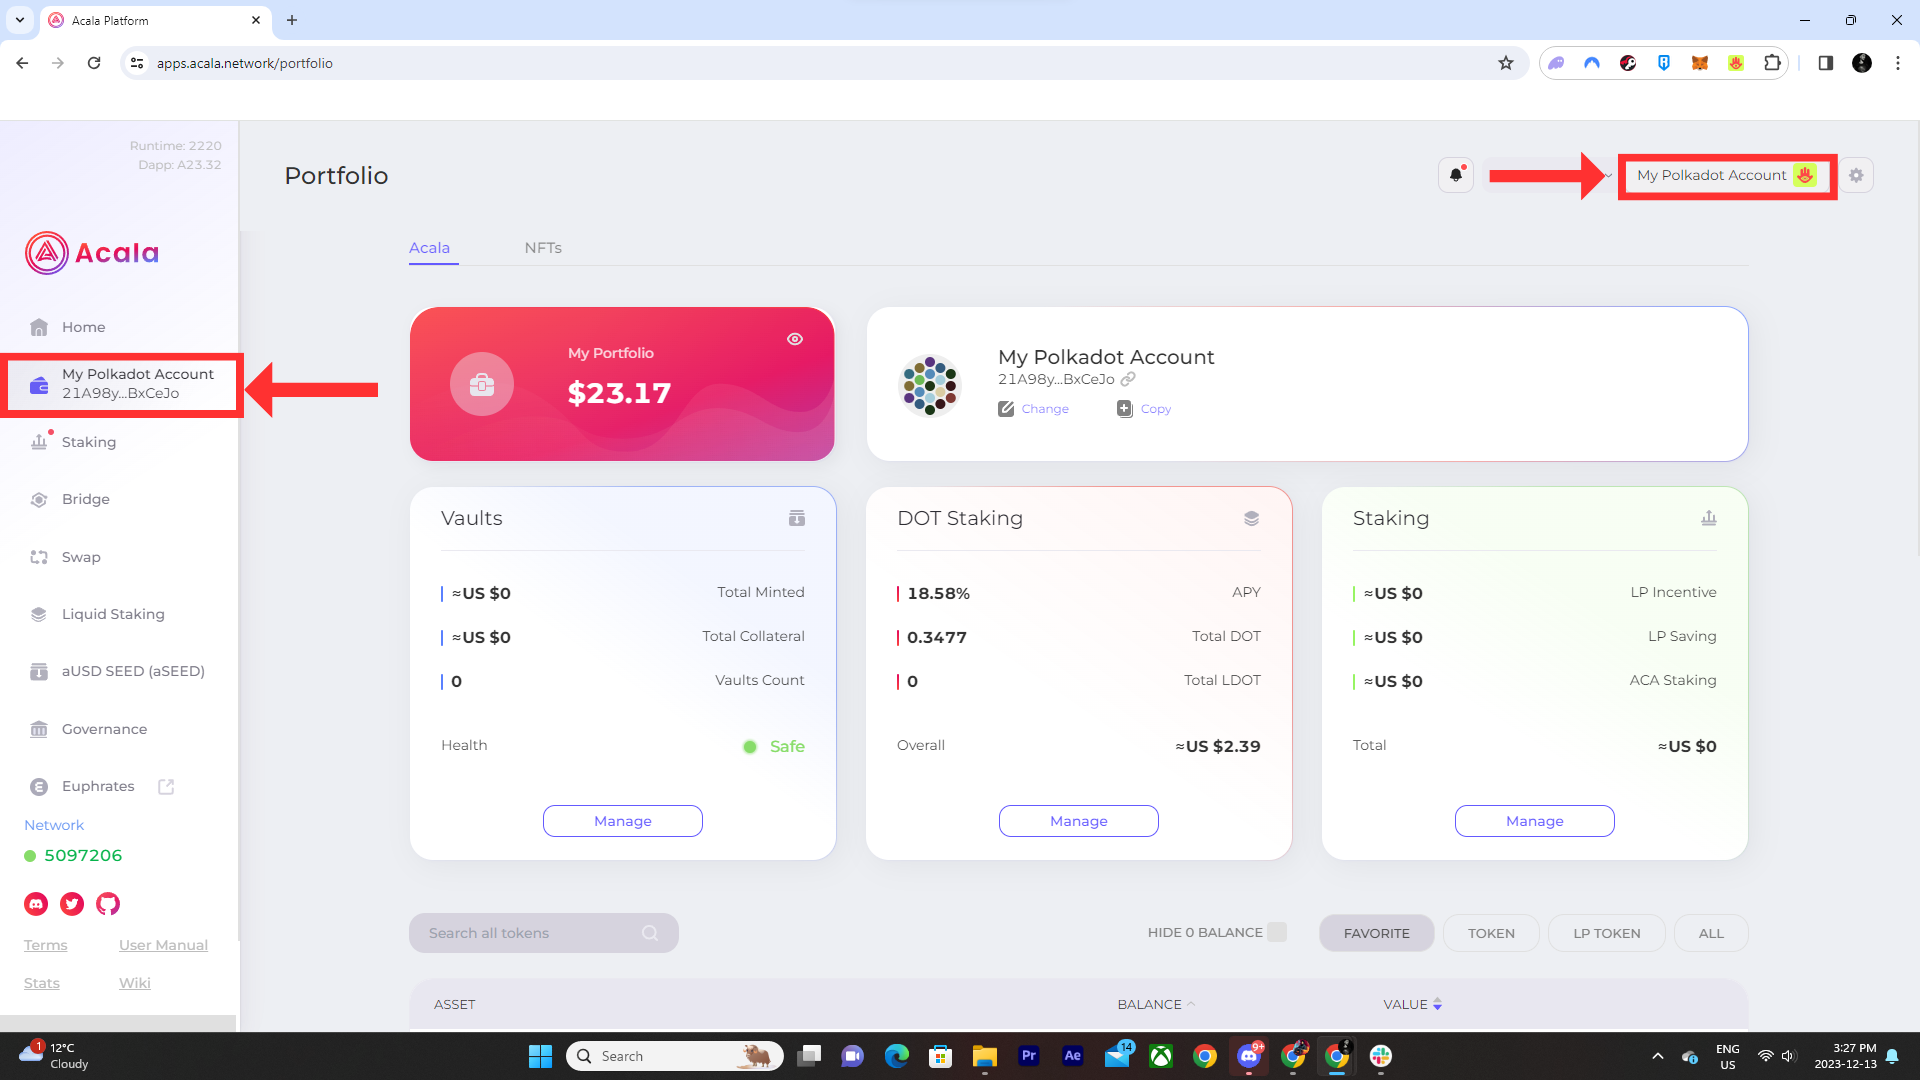 Acala Platform
apps.acala.network/portfolio
Runtime: 2220
Dapp: A23.32
Portfolio
My Polkadot Account
Acala
Acala
NFTs
Home
My Polkadot Account
21A98y...BxCeJo
Staking
Bridge
Swap
Liquid Staking
aUSD SEED (aSEED)
Governance
Euphrates
Network
5097206
Terms
User Manual
Stats
Wiki
My Portfolio
$23.17
My Polkadot Account
21A98y...BxCeJo
Change
Copy
Vaults
≈US $0 Total Minted
≈US $0 Total Collateral
0 Vaults Count
Health Safe
Manage
DOT Staking
18.58% APY
0.3477 Total DOT
0 Total LDOT
Overall ≈US $2.39
Manage
Staking
≈US $0 LP Incentive
≈US $0 LP Saving
≈US $0 ACA Staking
Total ≈US $0
Manage
Search all tokens
HIDE 0 BALANCE
FAVORITE
TOKEN
LP TOKEN
ALL
ASSET
BALANCE
VALUE
1
12°C
Cloudy
Search
Pr
Ae
14
9+
ENG
US
3:27 PM
2023-12-13